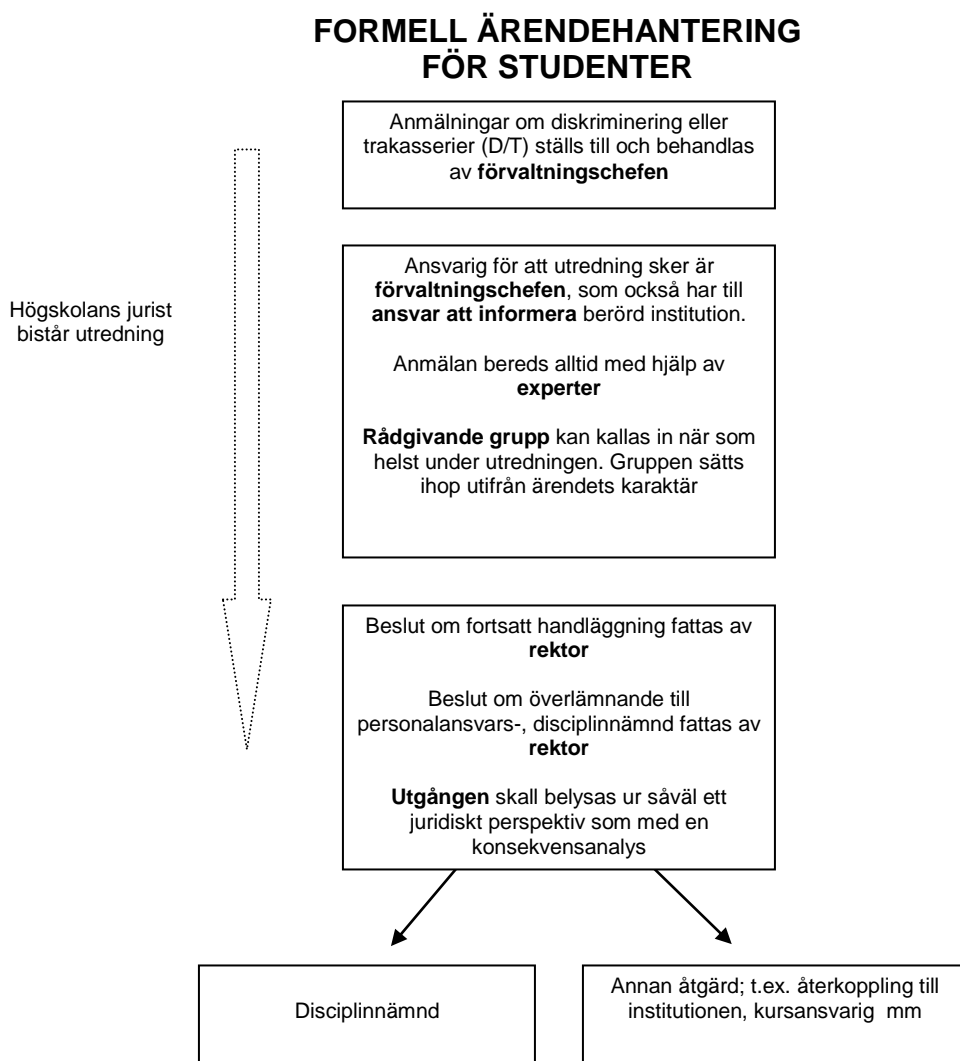 FORMELL ÄRENDEHANTERING
FÖR STUDENTER
Anmälningar om diskriminering eller
trakasserier (D/T) ställs till och behandlas
av förvaltningschefen
Högskolans jurist
bistår utredning
Ansvarig för att utredning sker är
förvaltningschefen, som också har till
ansvar att informera berörd institution.
Anmälan bereds alltid med hjälp av
experter
Rådgivande grupp kan kallas in när som
helst under utredningen. Gruppen sätts
ihop utifrån ärendets karaktär
Beslut om fortsatt handläggning fattas av
rektor
Beslut om överlämnande till
personalansvars-, disciplinnämnd fattas av
rektor
Utgången skall belysas ur såväl ett
juridiskt perspektiv som med en
konsekvensanalys
Disciplinnämnd
Annan åtgärd; t.ex. återkoppling till
institutionen, kursansvarig  mm